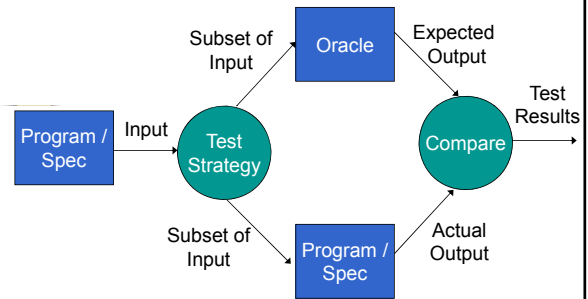 Program /
Spec
Input
Test
Strategy
Subset of
Input
Oracle
Expected
Output
Subset of
Input
Program /
Spec
Actual
Output
Compare
Test
Results